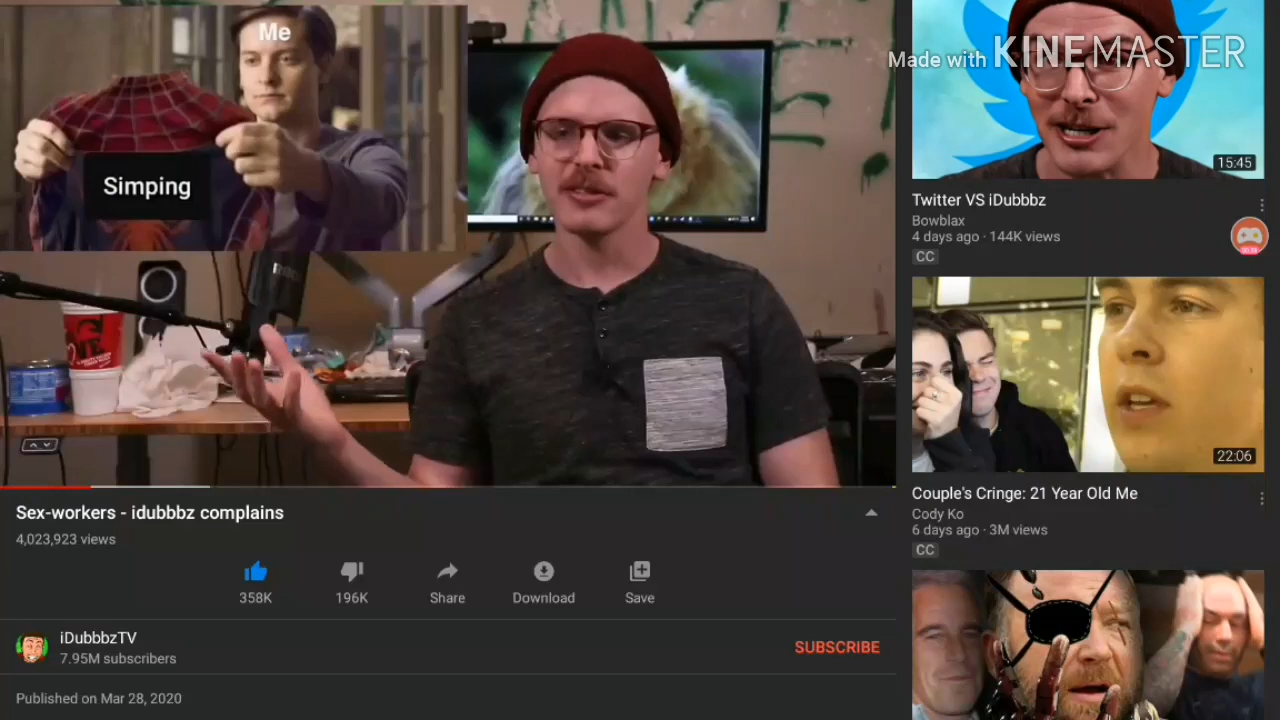 Me
Simping
Made with KINEMASTER
15:45
Twitter VS iDubbbz
Bowblax
4 days ago · 144K views
CC
22:06
Couple's Cringe: 21 Year Old Me
Cody Ko
6 days ago · 3M views
CC
Sex-workers - idubbbz complains
4,023,923 views
358K
196K
Share
Download
Save
iDubbbzTV
7.95M subscribers
SUBSCRIBE
Published on Mar 28, 2020